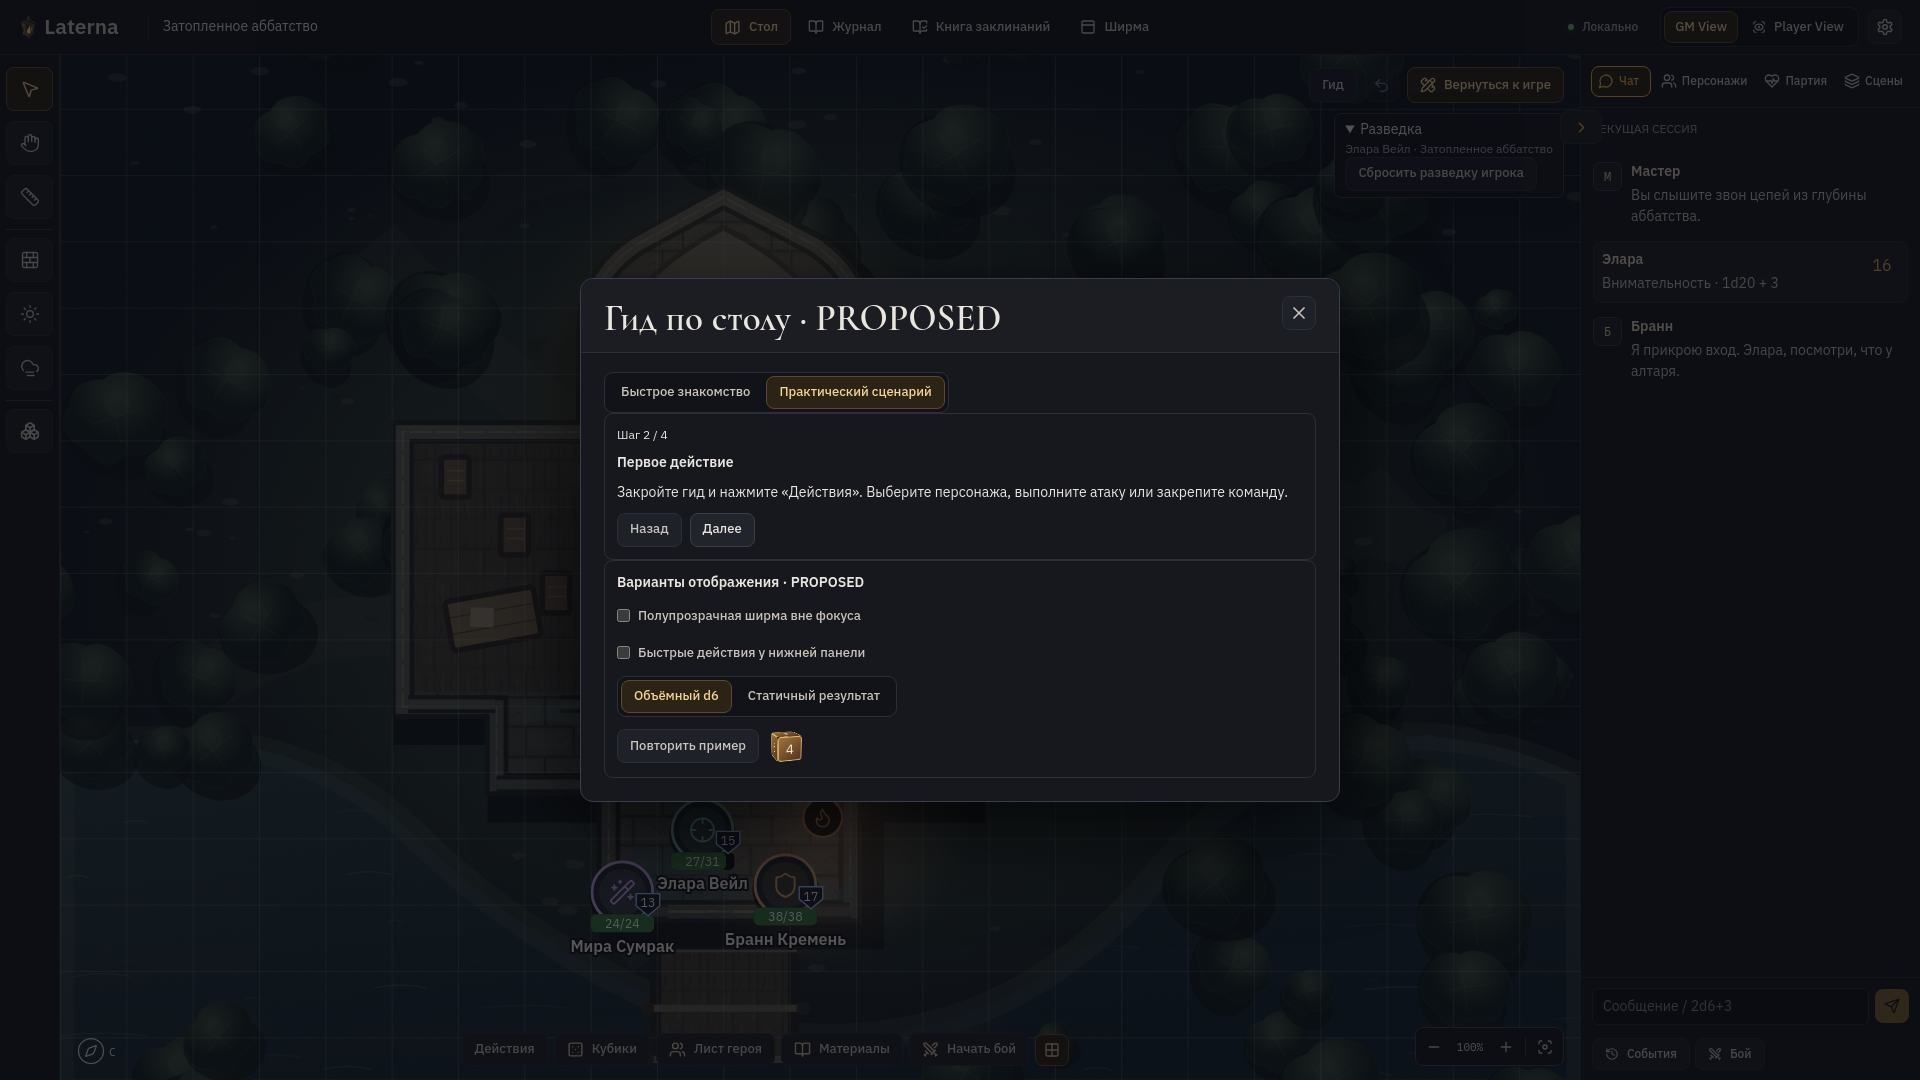 Laterna
Затопленное аббатство
Стол
Журнал
Книга заклинаний
Ширма
Локально
GM View
Player View
Гид
Вернуться к игре
Чат
Персонажи
Партия
Сцены
Разведка
Элара Вейл · Затопленное аббатство
Сбросить разведку игрока
ЕКУЩАЯ СЕССИЯ
М
Мастер
Вы слышите звон цепей из глубины
аббатства.
Элара
16
Внимательность · 1d20 + 3
Б
Бранн
Я прикрою вход. Элара, посмотри, что у
алтаря.
Гид по столу · PROPOSED
Быстрое знакомство
Практический сценарий
Шаг 2 / 4
Первое действие
Закройте гид и нажмите «Действия». Выберите персонажа, выполните атаку или закрепите команду.
Назад
Далее
Варианты отображения · PROPOSED
Полупрозрачная ширма вне фокуса
Быстрые действия у нижней панели
Объёмный d6
Статичный результат
Повторить пример
4
15
27/31
Элара Вейл
13
24/24
Мира Сумрак
17
38/38
Бранн Кремень
С
Действия
Кубики
Лист героя
Материалы
Начать бой
100%
Сообщение / 2d6+3
События
Бой